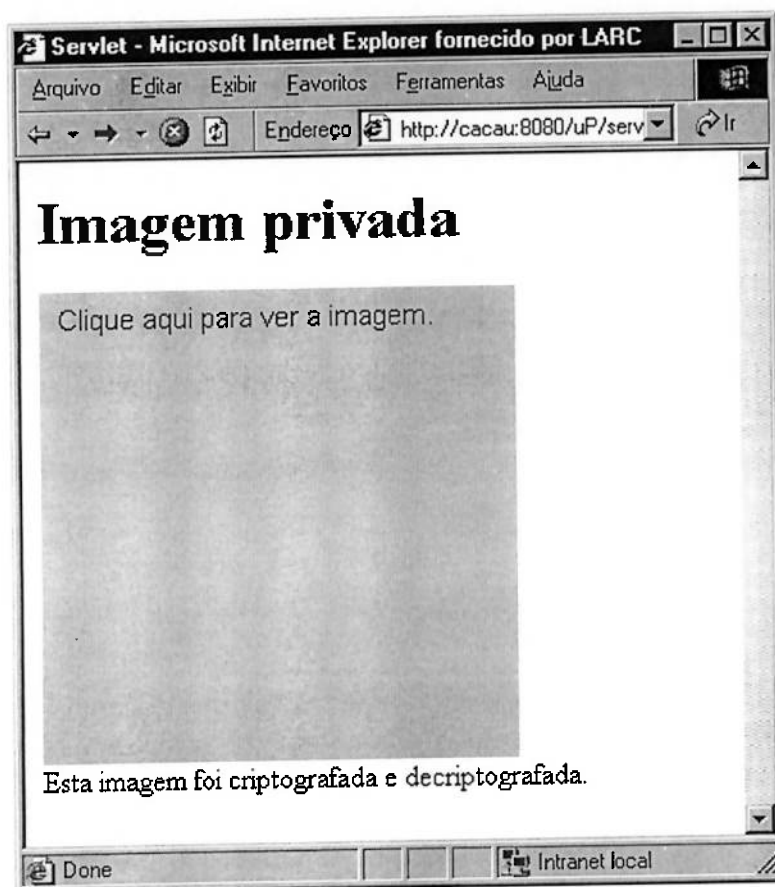 Servlet - Microsoft Internet Explorer fornecido por LARC
Arquivo Editar Exibir Favoritos Ferramentas Ajuda
Endereço http://cacau:8080/uP/serv Ir
Imagem privada
Clique aqui para ver a imagem.
Esta imagem foi criptografada e decriptografada.
Done Intranet local